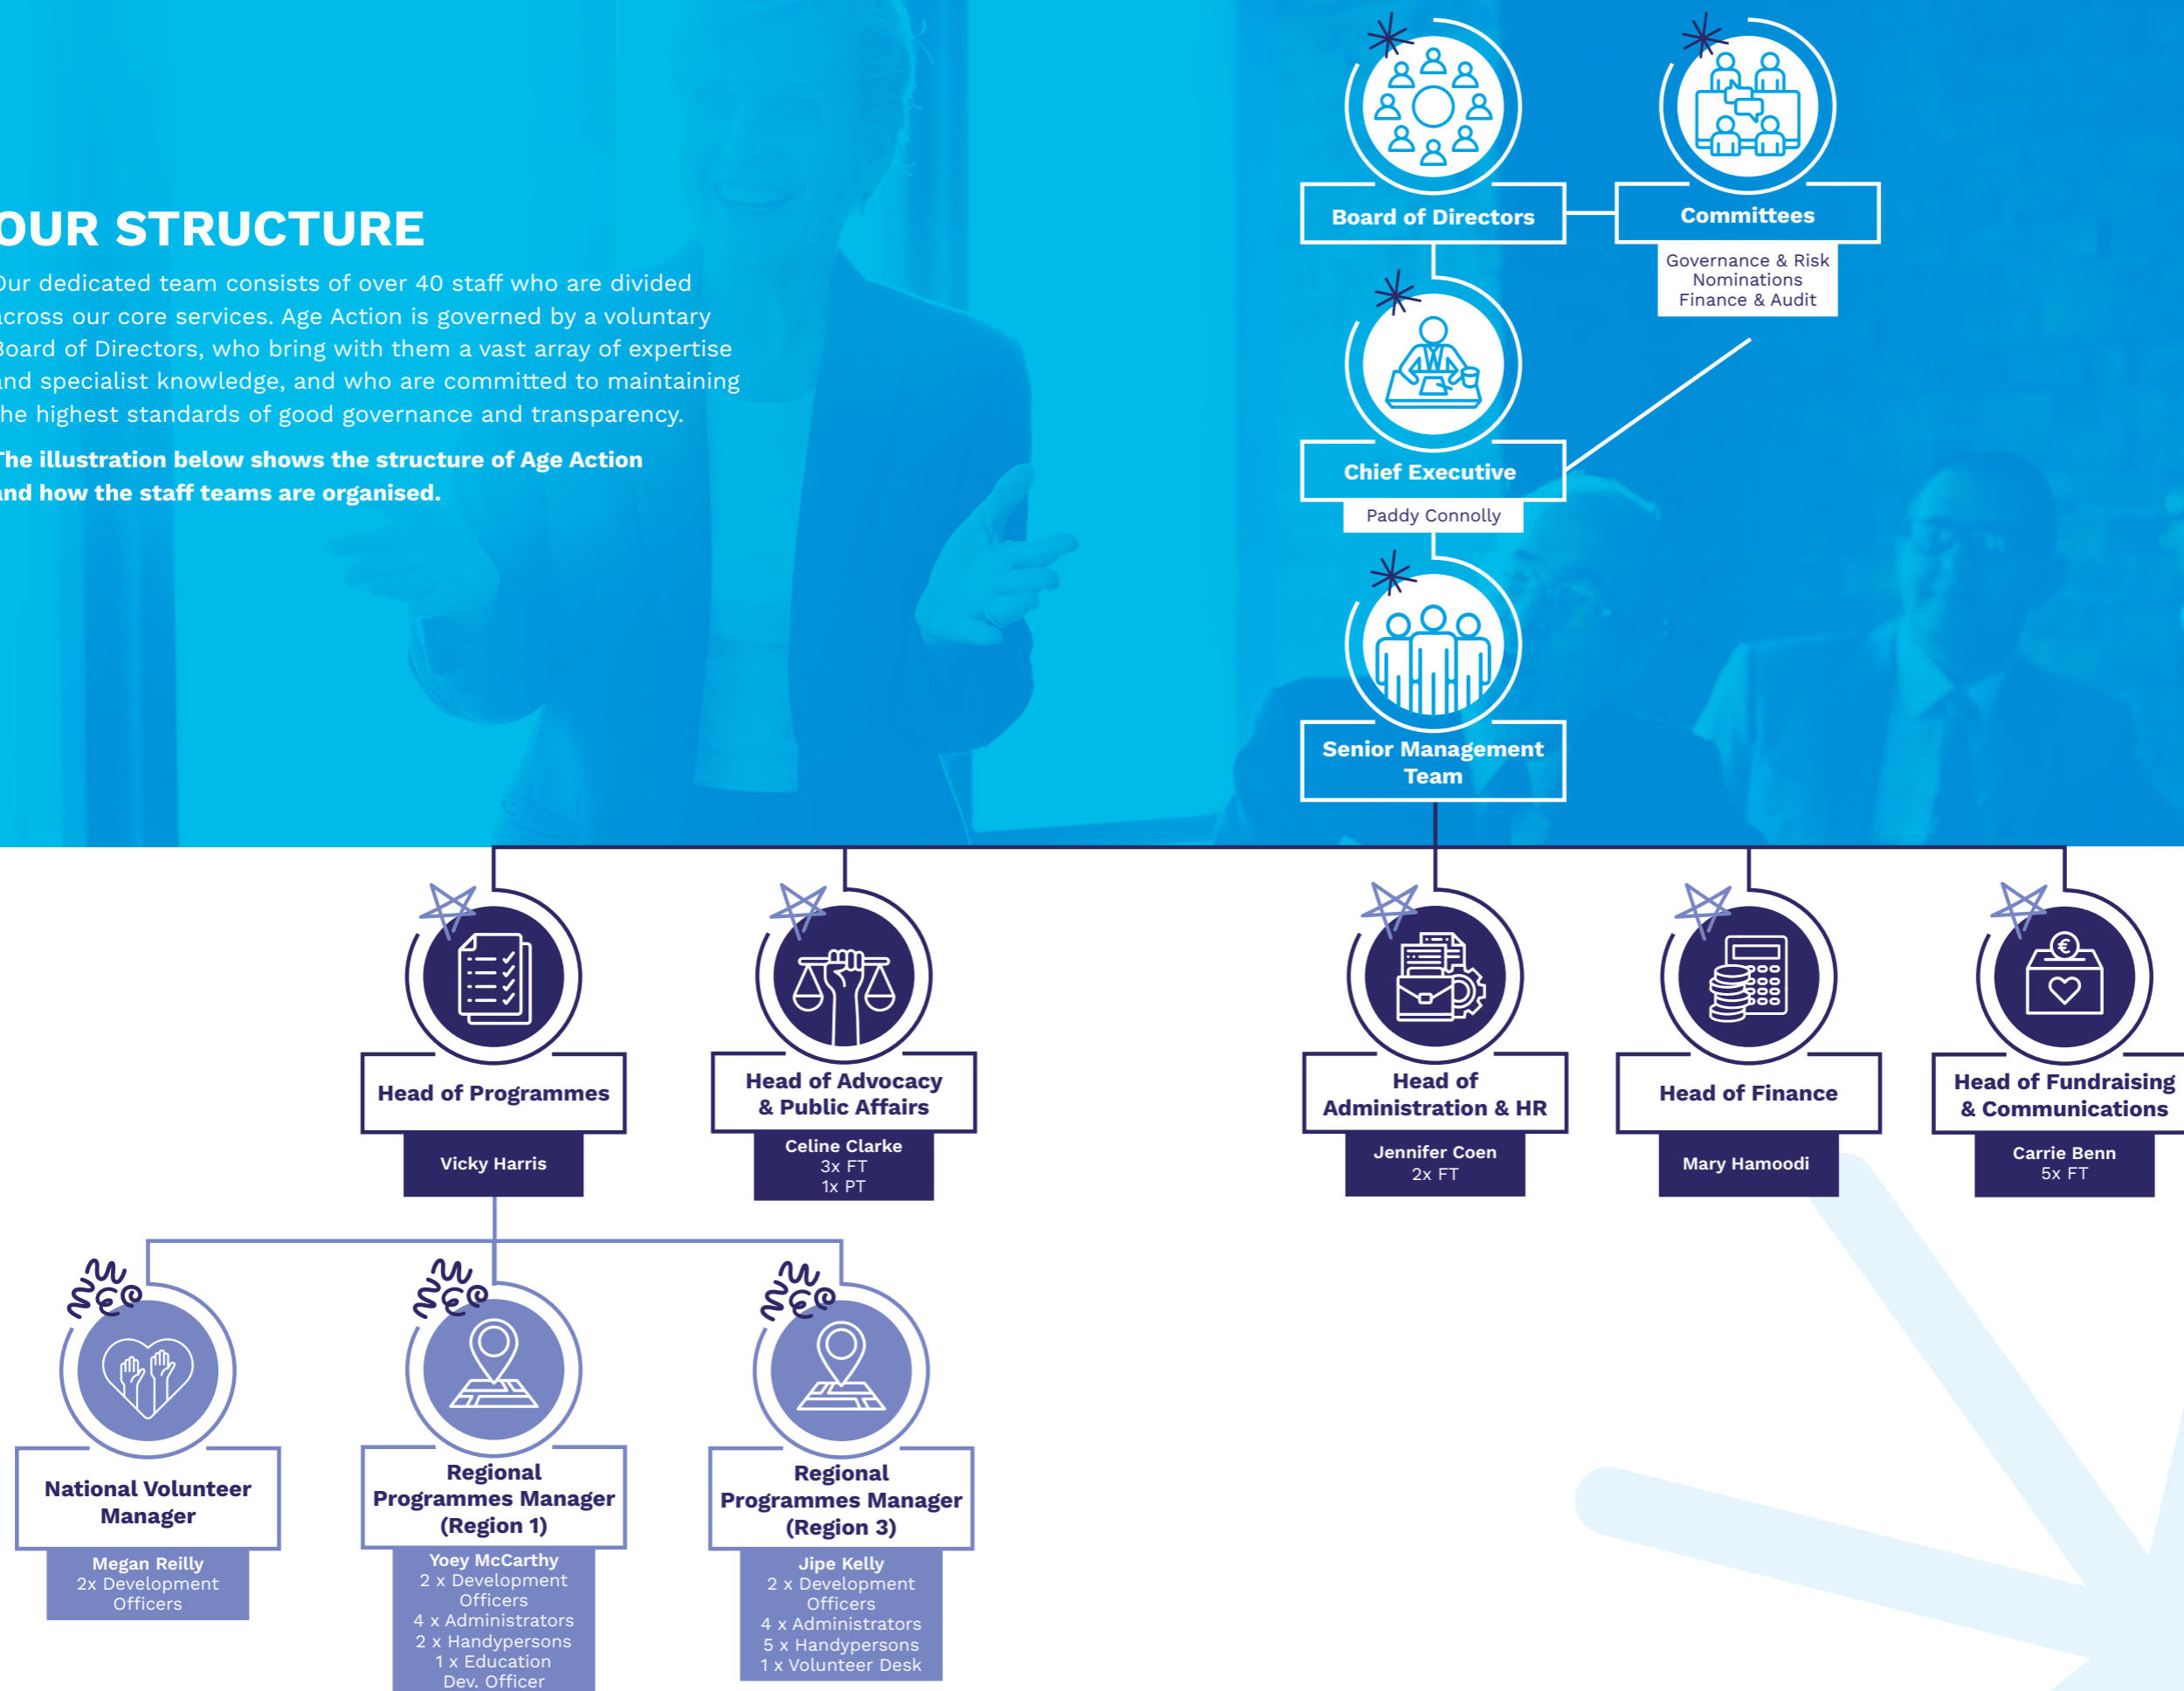 OUR STRUCTURE
Our dedicated team consists of over 40 staff who are divided
across our core services. Age Action is governed by a voluntary
Board of Directors, who bring with them a vast array of expertise
and specialist knowledge, and who are committed to maintaining
the highest standards of good governance and transparency.
The illustration below shows the structure of Age Action
and how the staff teams are organised.
Board of Directors
Committees
Governance & Risk
Nominations
Finance & Audit
Chief Executive
Paddy Connolly
Senior Management
Team
Head of Programmes
Vicky Harris
Head of Advocacy
& Public Affairs
Celine Clarke
3x FT
1x PT
Head of
Administration & HR
Jennifer Coen
2x FT
Head of Finance
Mary Hamoodi
€
Head of Fundraising
& Communications
Carrie Benn
5x FT
National Volunteer
Manager
Megan Reilly
2x Development
Officers
Regional
Programmes Manager
(Region 1)
Yoey McCarthy
2 x Development
Officers
4 x Administrators
2 x Handypersons
1 x Education
Dev. Officer
Regional
Programmes Manager
(Region 3)
Jipe Kelly
2 x Development
Officers
4 x Administrators
5 x Handypersons
1 x Volunteer Desk